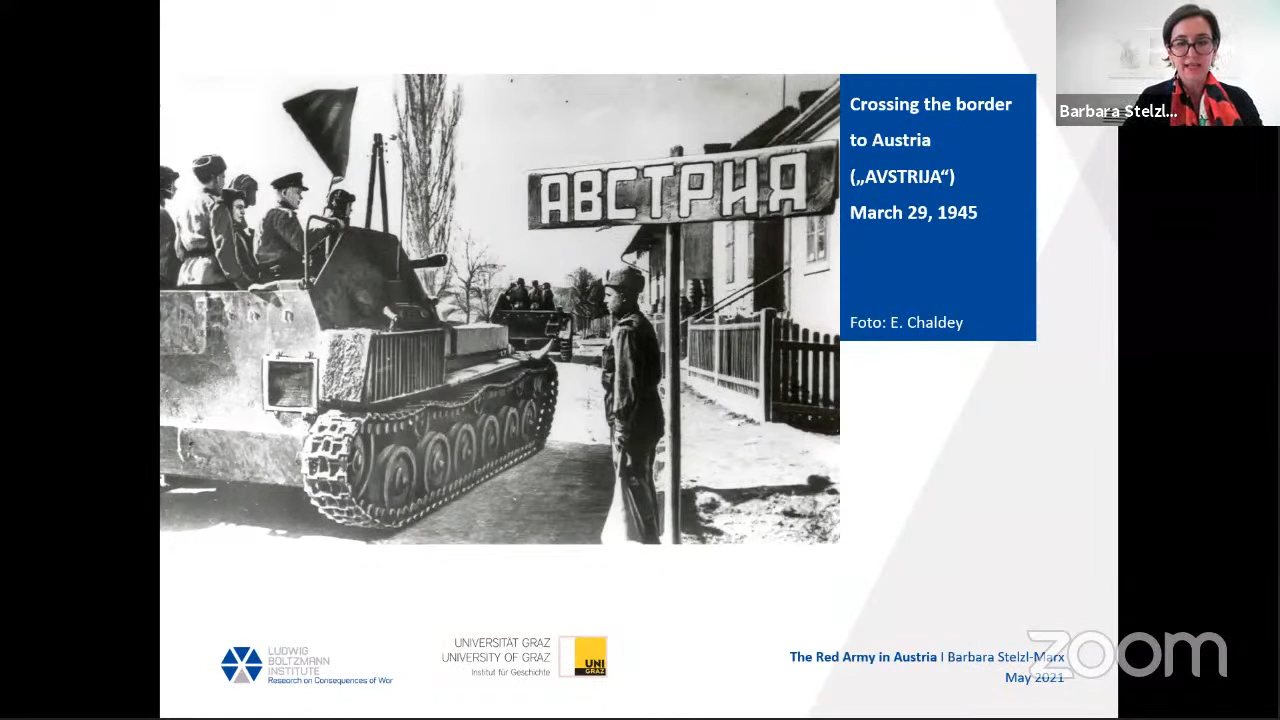 АВСТРИЯ
Crossing the border
to Austria
(„AVSTRIJA“)
March 29, 1945
Foto: E. Chaldey
Barbara Stelzl...
LUDWIG
BOLTZMANN
INSTITUTE
Research on Consequences of War
UNIVERSITÄT GRAZ
UNIVERSITY OF GRAZ
Institut für Geschichte
UNI
GRAZ
The Red Army in Austria I Barbara Stelzl-Marx
May 2021
zoom